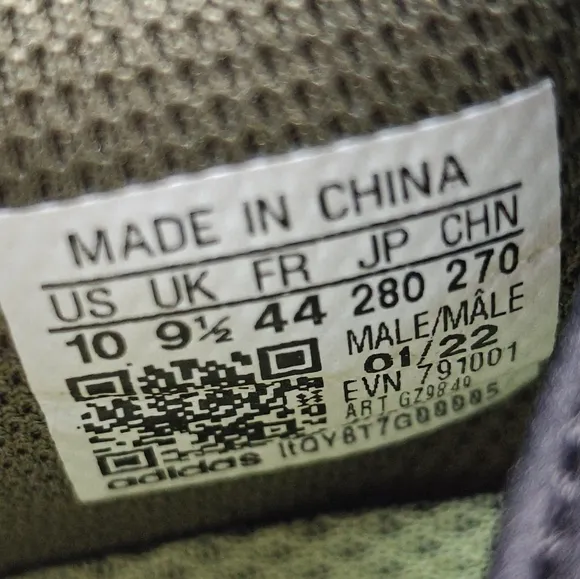 MADE IN CHINA
US UK FR JP CHN
10 9½ 44 280 270
MALE/MÂLE
01/22
EVN 791001
ART GZ9849
adidas